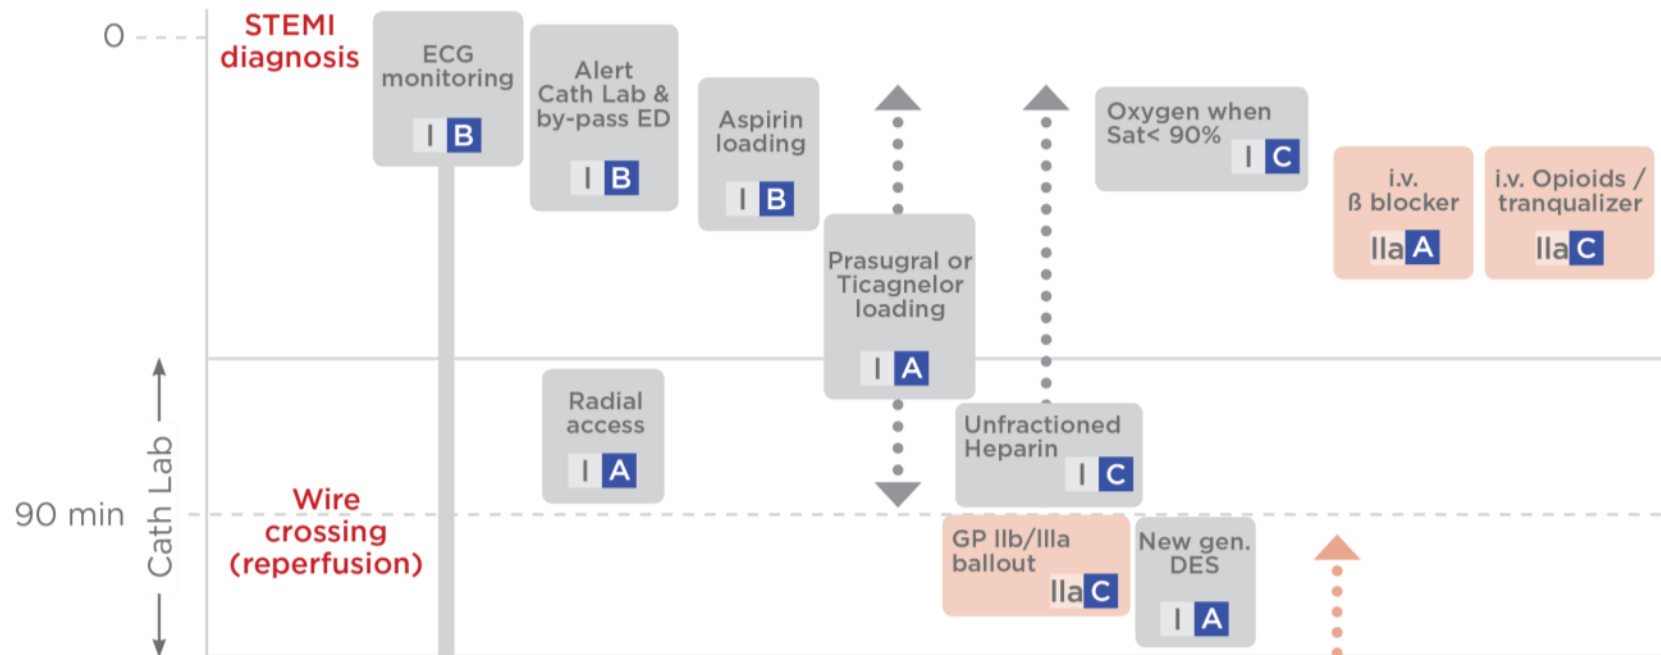 0
STEMI
diagnosis
ECG
monitoring
I B
Alert
Cath Lab &
by-pass ED
I B
Aspirin
loading
I B
Oxygen when
Sat< 90%
I C
i.v.
ß blocker
IIa A
i.v. Opioids /
tranqualizer
IIa C
Prasugral or
Ticagnelor
loading
I A
Cath Lab
Radial
access
I A
Unfractioned
Heparin
I C
90 min
Wire
crossing
(reperfusion)
GP IIb/IIIa
ballout
IIa C
New gen.
DES
I A